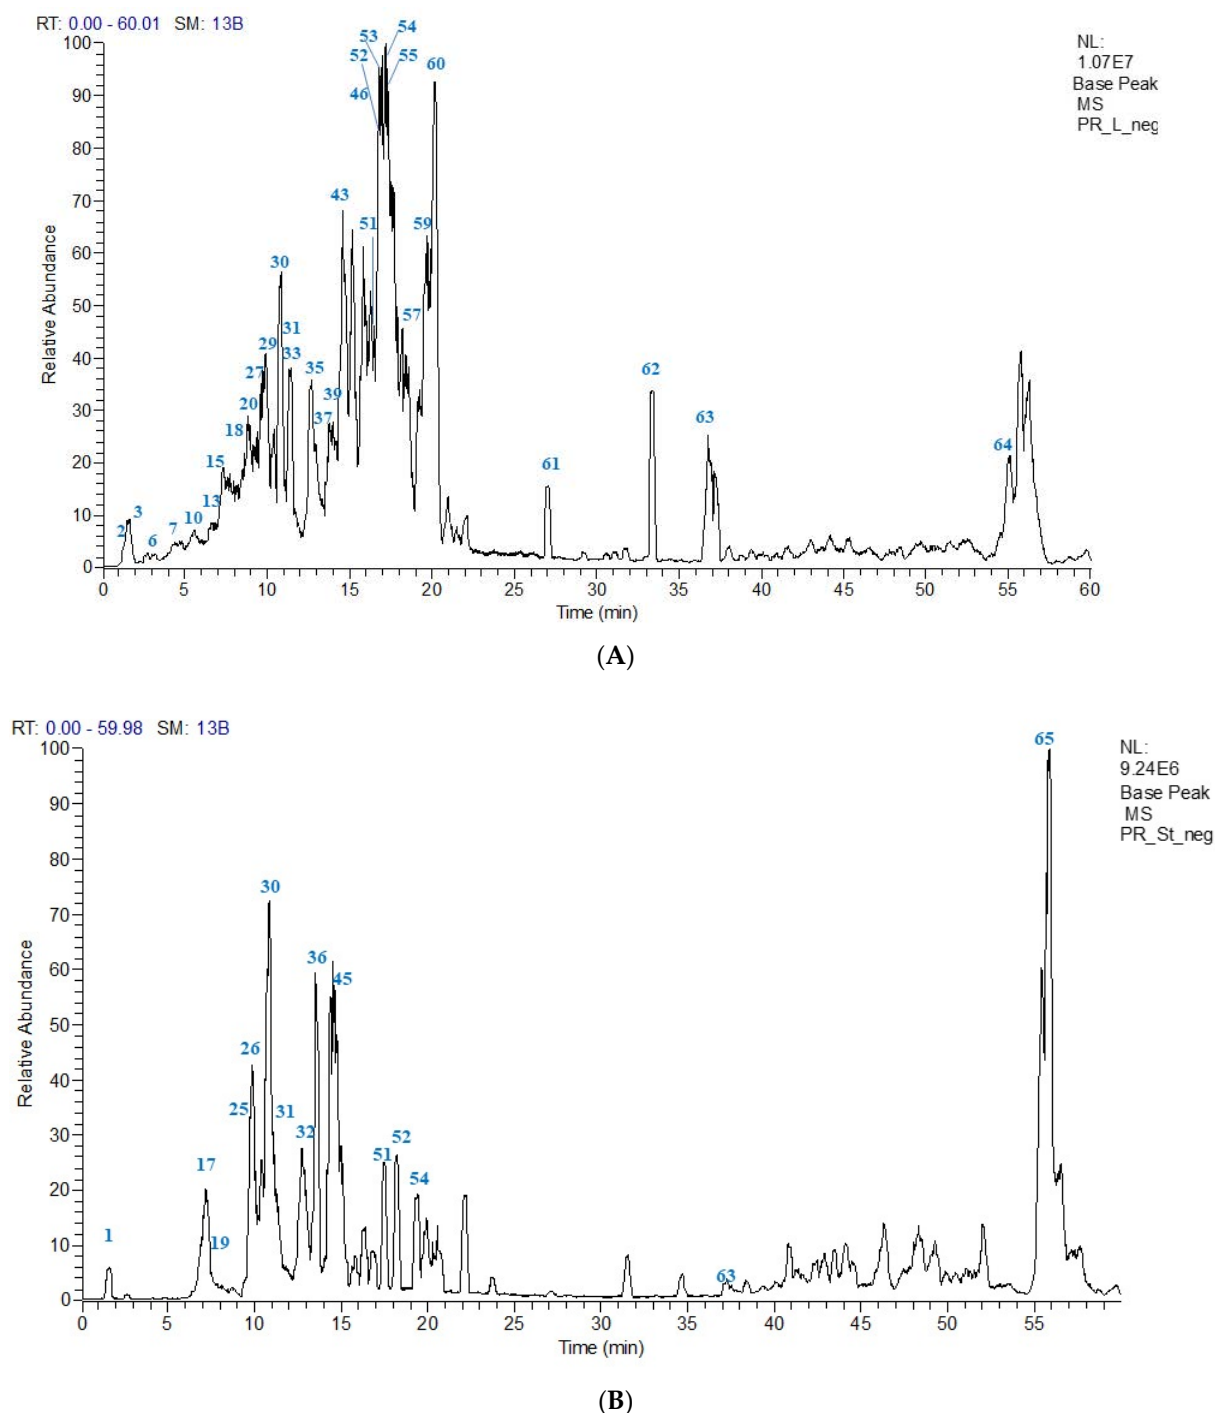 RT: 0.00 - 60.01 SM: 13B
NL:
1.07E7
Base Peak
MS
PR_L_neg
53 54
52 55 60
46
43
51 59
30
57
31
29 33
27 35 62
20 39
18 37 63
15 61 64
13
10
2 3 7
6
100
90
80
70
60
50
40
30
20
10
0
Relative Abundance
0 5 10 15 20 25 30 35 40 45 50 55 60
Time (min)
(A)
RT: 0.00 - 59.98 SM: 13B
NL:
9.24E6
Base Peak
MS
PR_St_neg
65
30
36
45
26
25 31
32 52
17 51
54
1 19
63
100
90
80
70
60
50
40
30
20
10
0
Relative Abundance
0 5 10 15 20 25 30 35 40 45 50 55
Time (min)
(B)